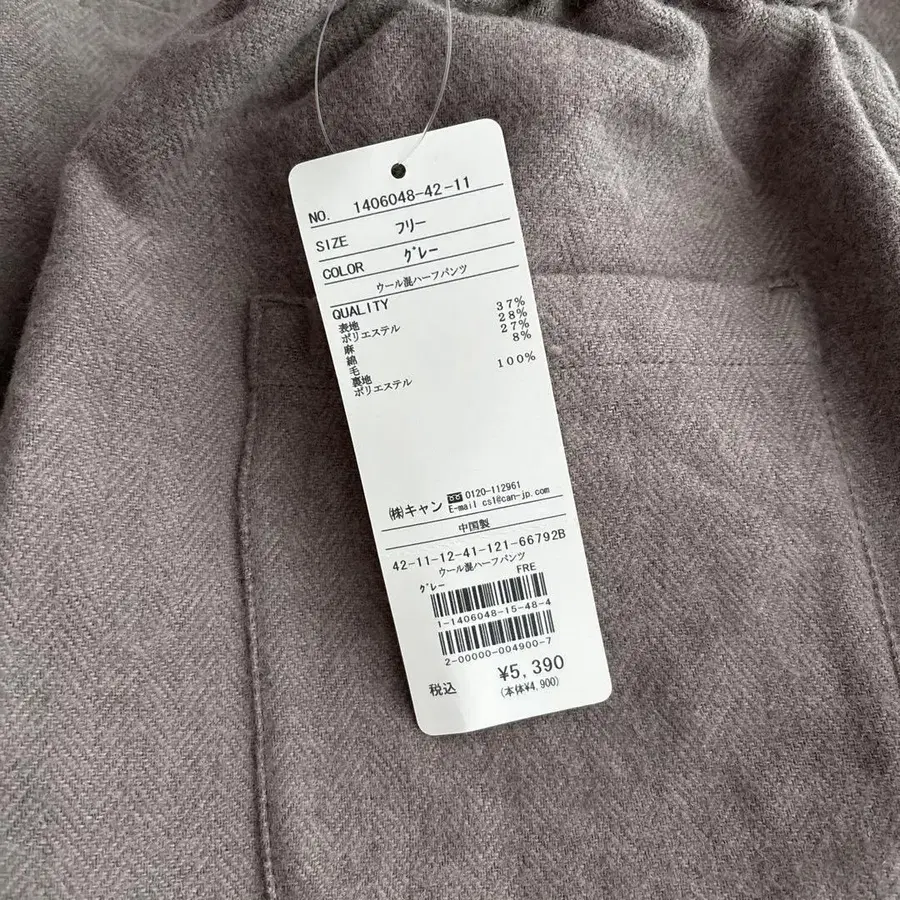 NO. 1406048-42-11
SIZE フリー
COLOR グレー
ウール混ハーフパンツ
QUALITY
表地
ポリエステル 37%
麻 28%
綿 27%
毛 8%
裏地
ポリエステル 100%
㈱キャン 0120-112961
E-mail cs1@can-jp.com
中国製
42-11-12-41-121-66792B
ウール混ハーフパンツ
グレー FRE
1-1406048-15-48-4
2-00000-004900-7
税込 ¥5,390
(本体¥4,900)